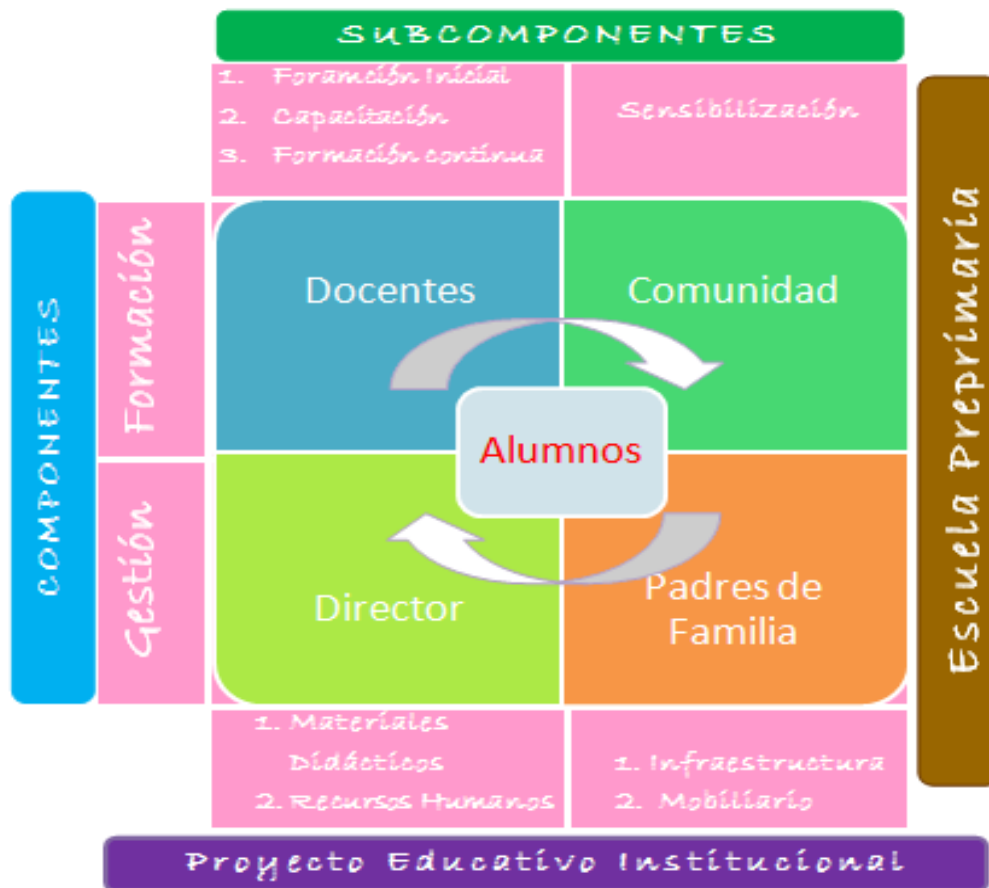 SUBCOMPONENTES
1. Foramción Inicial
2. Capacitación
3. Formación continua
Sensibilización
COMPONENTES
Formación
Gestión
Docentes
Comunidad
Alumnos
Director
Padres de
Familia
Escuela Preprimaria
1. Materiales
Didácticos
2. Recursos Humanos
1. Infraestructura
2. Mobiliario
Proyecto Educativo Institucional